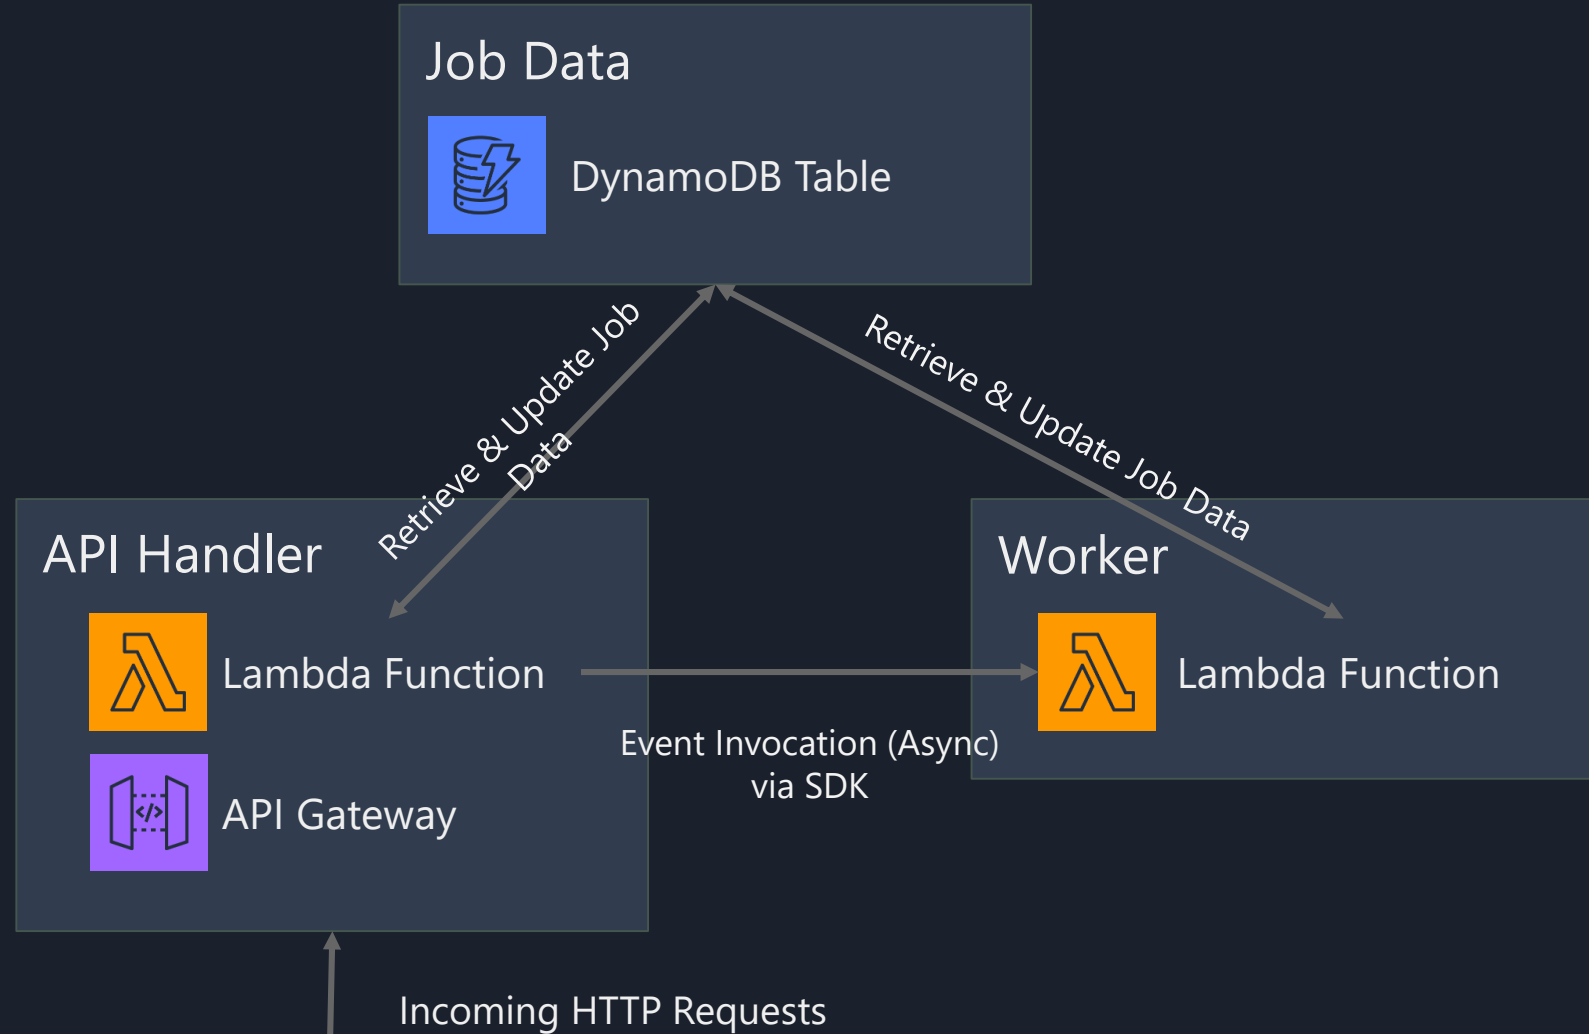 Job Data
DynamoDB Table
Retrieve & Update Job
Data
Retrieve & Update Job Data
API Handler
Lambda Function
API Gateway
Event Invocation (Async)
via SDK
Worker
Lambda Function
Incoming HTTP Requests